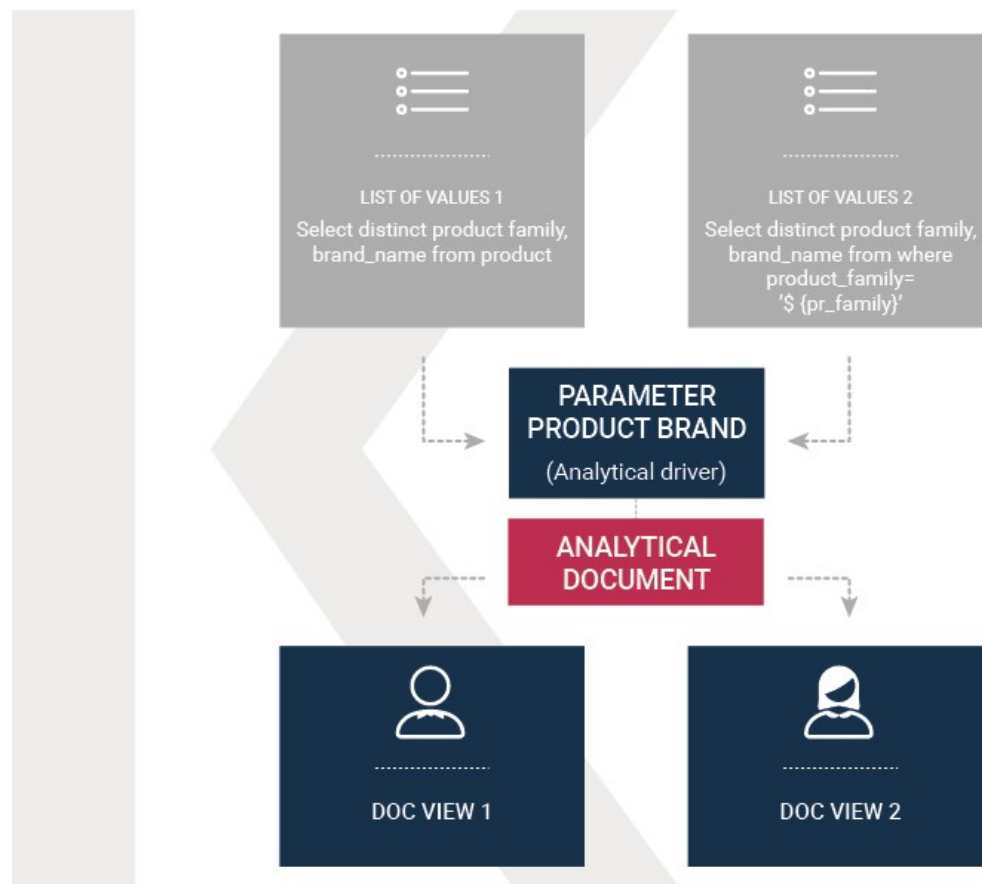 LIST OF VALUES 1
Select distinct product family,
brand_name from product
LIST OF VALUES 2
Select distinct product family,
brand_name from where
product_family=
'$ {pr_family}'
PARAMETER
PRODUCT BRAND
(Analytical driver)
ANALYTICAL
DOCUMENT
DOC VIEW 1
DOC VIEW 2